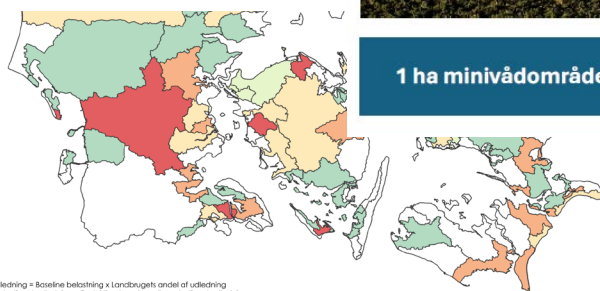 1 ha minivådområde
ledning = Baseline belastning x Landbrugets andel af udledning